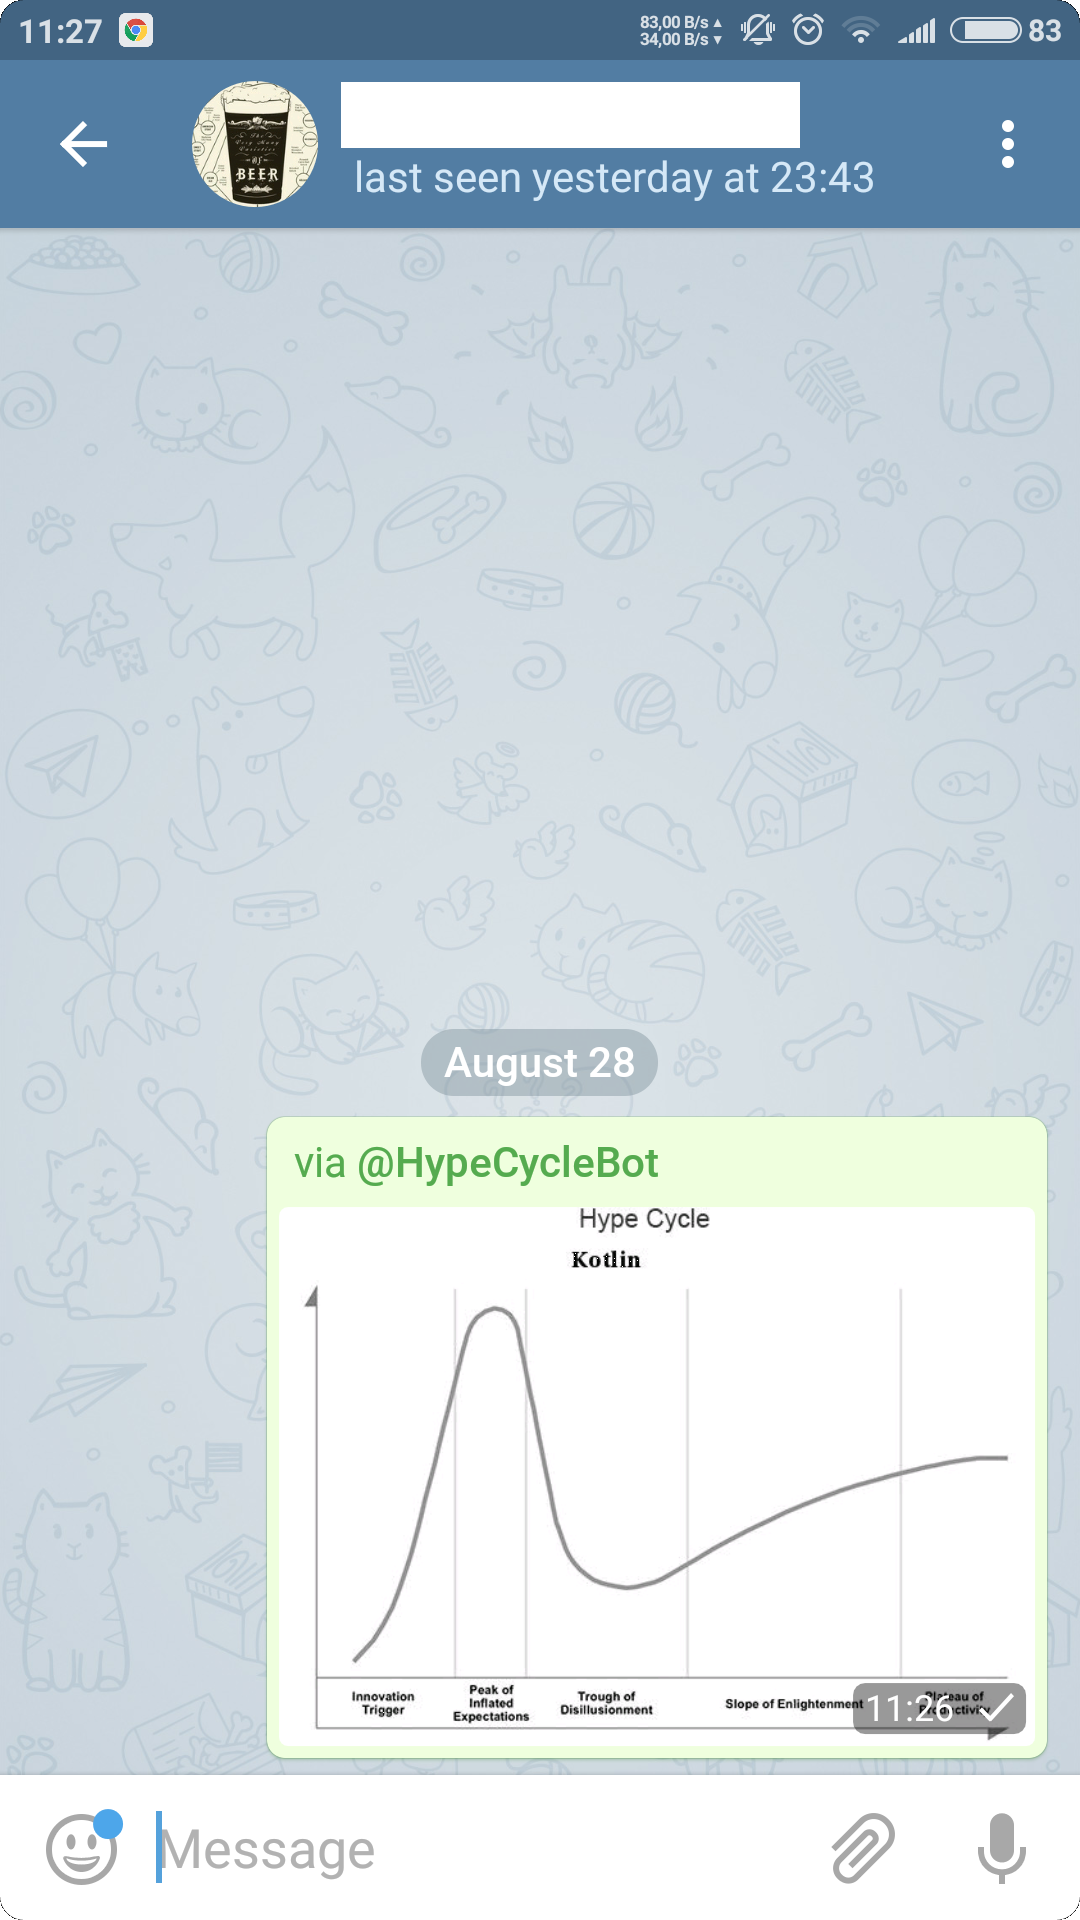 11:27
83,00 B/s
34,00 B/s
83
BEER
last seen yesterday at 23:43
August 28
via @HypeCycleBot
Hype Cycle
Kotlin
Innovation
Trigger
Peak of
Inflated
Expectations
Trough of
Disillusionment
Slope of Enlightenment
Plateau of
Productivity
11:26
Message